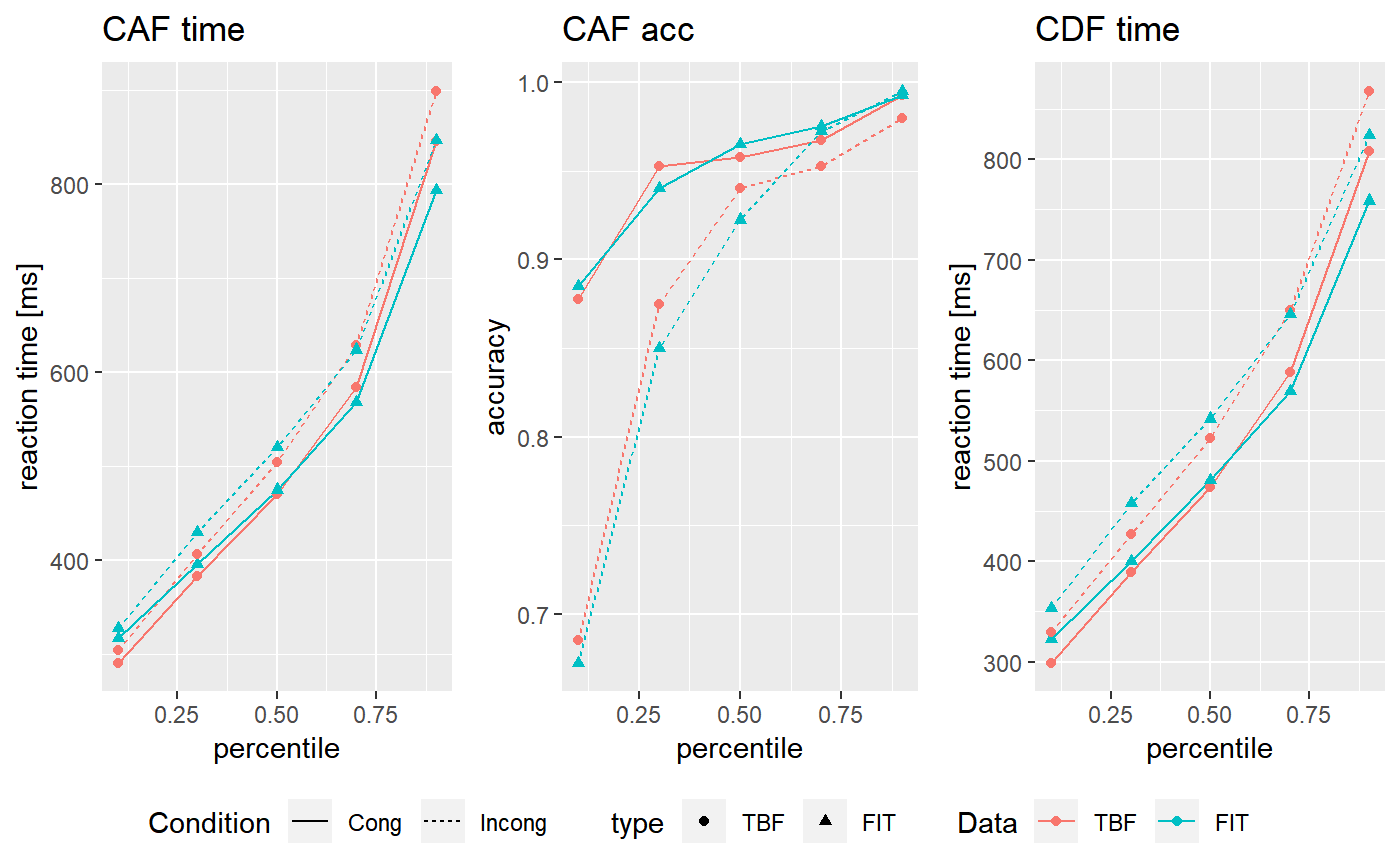 CAF time
CAF acc
CDF time
reaction time [ms]
800
600
400
0.25 0.50 0.75
percentile
accuracy
1.0
0.9
0.8
0.7
0.25 0.50 0.75
percentile
reaction time [ms]
800
700
600
500
400
300
0.25 0.50 0.75
percentile
Condition Cong Incong type TBF FIT Data TBF FIT